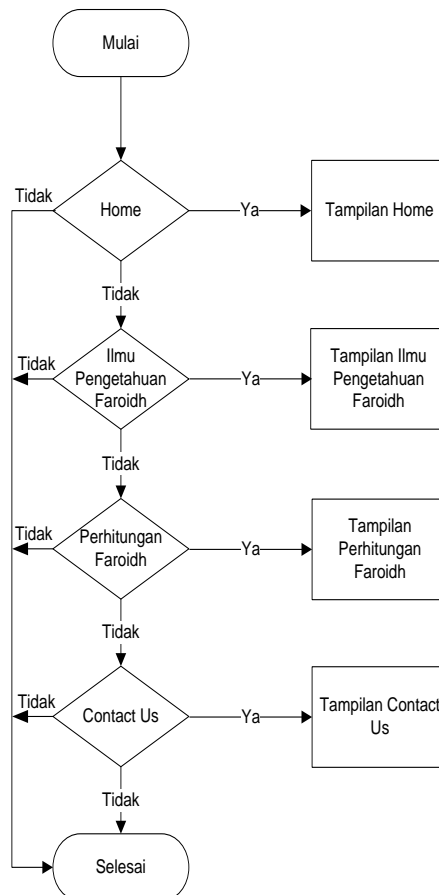 Mulai
Tidak
Home
Ya
Tampilan Home
Tidak
Tidak
Ilmu
Pengetahuan
Faroidh
Ya
Tampilan Ilmu
Pengetahuan
Faroidh
Tidak
Tidak
Perhitungan
Faroidh
Ya
Tampilan
Perhitungan
Faroidh
Tidak
Tidak
Contact Us
Ya
Tampilan Contact
Us
Tidak
Selesai